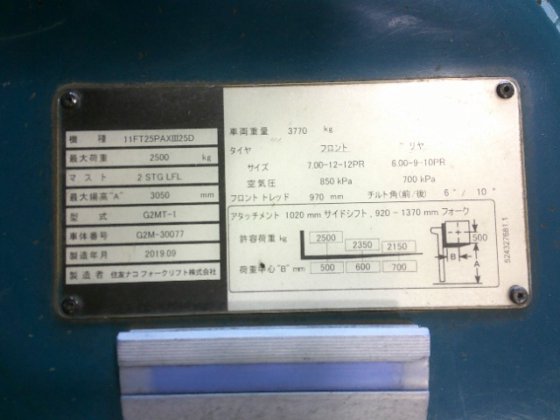 機 種 11FT25PAXIII25D
最大荷重 2500 kg
マ ス ト 2 STG LFL
最大揚高"A" 3050 mm
型 式 G2MT-1
車体番号 G2M-30077
製造年月 2019.09
製造者 住友ナコ フォークリフト株式会社
車両重量 3770 kg
タイヤ フロント リヤ
サイズ 7.00-12-12PR 6.00-9-10PR
空気圧 850 kPa 700 kPa
フロント トレッド 970 mm チルト角(前/後) 6°/ 10°
アタッチメント 1020 mm サイドシフト, 920 - 1370 mm フォーク
許容荷重 kg 2500 2350 2150
荷重中心"B" mm 500 600 700
500
B
A